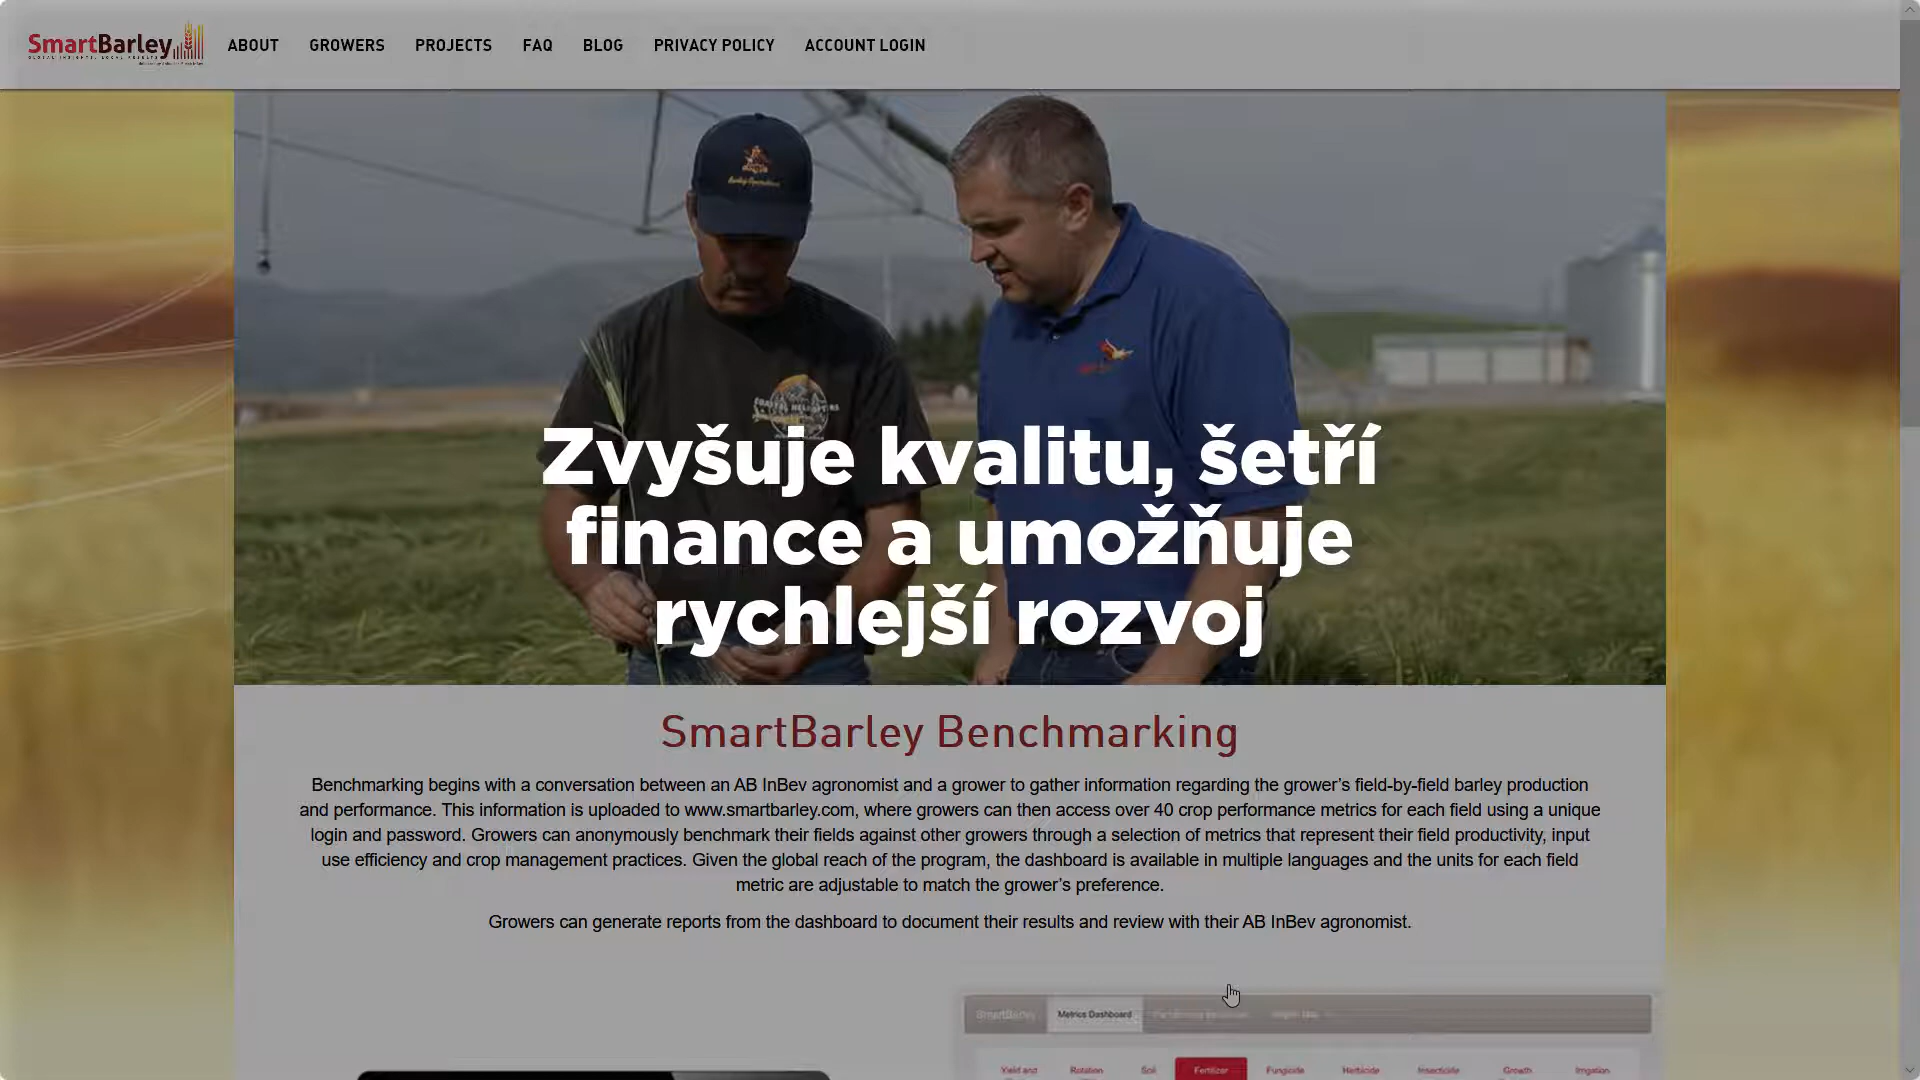 SmartBarley
GLOBAL INSIGHTS. LOCAL RESULTS.
ABOUT
GROWERS
PROJECTS
FAQ
BLOG
PRIVACY POLICY
ACCOUNT LOGIN
Zvyšuje kvalitu, šetří
finance a umožňuje
rychlejší rozvoj
SmartBarley Benchmarking
Benchmarking begins with a conversation between an AB InBev agronomist and a grower to gather information regarding the grower’s field-by-field barley production
and performance. This information is uploaded to www.smartbarley.com, where growers can then access over 40 crop performance metrics for each field using a unique
login and password. Growers can anonymously benchmark their fields against other growers through a selection of metrics that represent their field productivity, input
use efficiency and crop management practices. Given the global reach of the program, the dashboard is available in multiple languages and the units for each field
metric are adjustable to match the grower’s preference.
Growers can generate reports from the dashboard to document their results and review with their AB InBev agronomist.
SmartBarley
Metrics Dashboard
Yield and
Rotation
Soil
Fertilizer
Fungicide
Herbicide
Insecticide
Growth
Irrigation